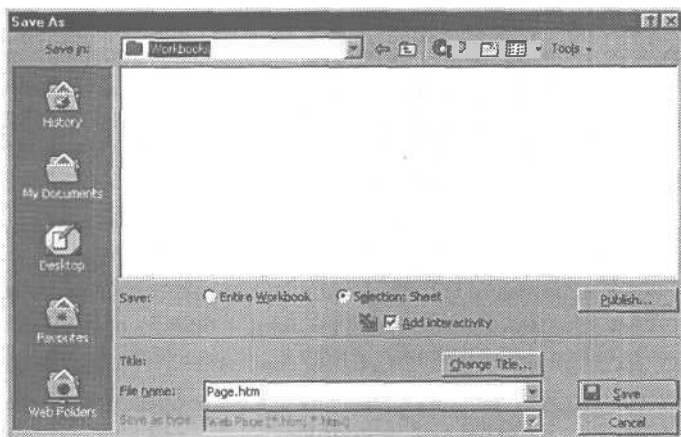 Save As
Save in: Workbooks Tools
History
My Documents
Desktop
Favorites
Web Folders
Save: Entire Workbook Selection: Sheet Publish...
Add interactivity
Title: Change Title...
File name: Page.htm Save
Save as type: Web Page (*.htm; *.html) Cancel